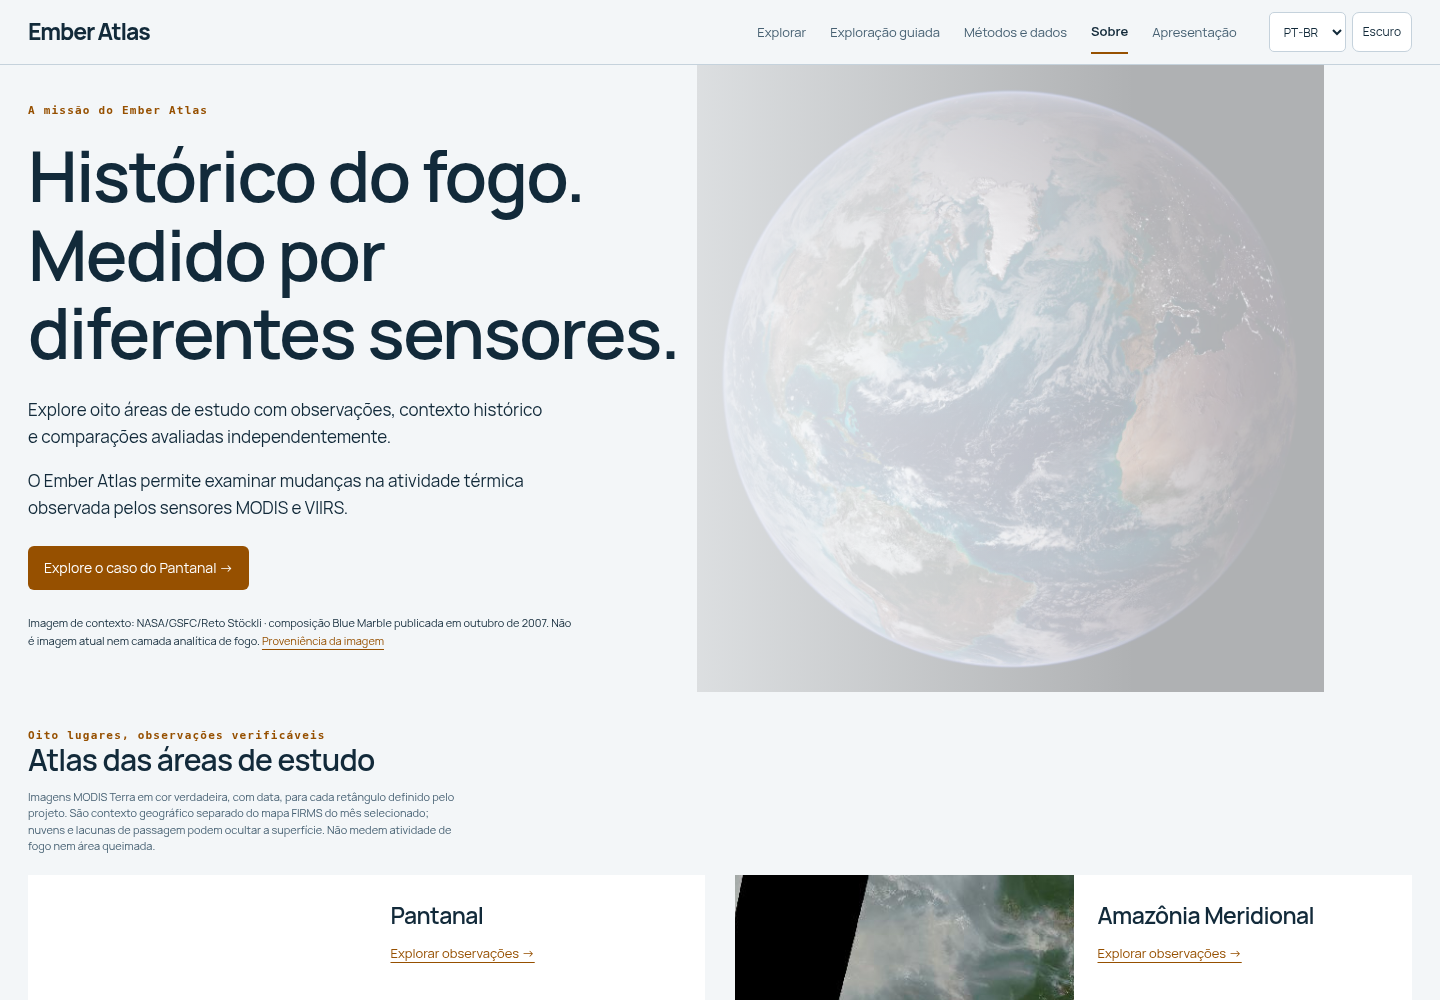 Ember Atlas
Explorar
Exploração guiada
Métodos e dados
Sobre
Apresentação
PT-BR
Escuro
A missão do Ember Atlas
Histórico do fogo.
Medido por
diferentes sensores.
Explore oito áreas de estudo com observações, contexto histórico
e comparações avaliadas independentemente.
O Ember Atlas permite examinar mudanças na atividade térmica
observada pelos sensores MODIS e VIIRS.
Explore o caso do Pantanal →
Imagem de contexto: NASA/GSFC/Reto Stöckli · composição Blue Marble publicada em outubro de 2007. Não
é imagem atual nem camada analítica de fogo. Proveniência da imagem
Oito lugares, observações verificáveis
Atlas das áreas de estudo
Imagens MODIS Terra em cor verdadeira, com data, para cada retângulo definido pelo
projeto. São contexto geográfico separado do mapa FIRMS do mês selecionado;
nuvens e lacunas de passagem podem ocultar a superfície. Não medem atividade de
fogo nem área queimada.
Pantanal
Explorar observações →
Amazônia Meridional
Explorar observações →